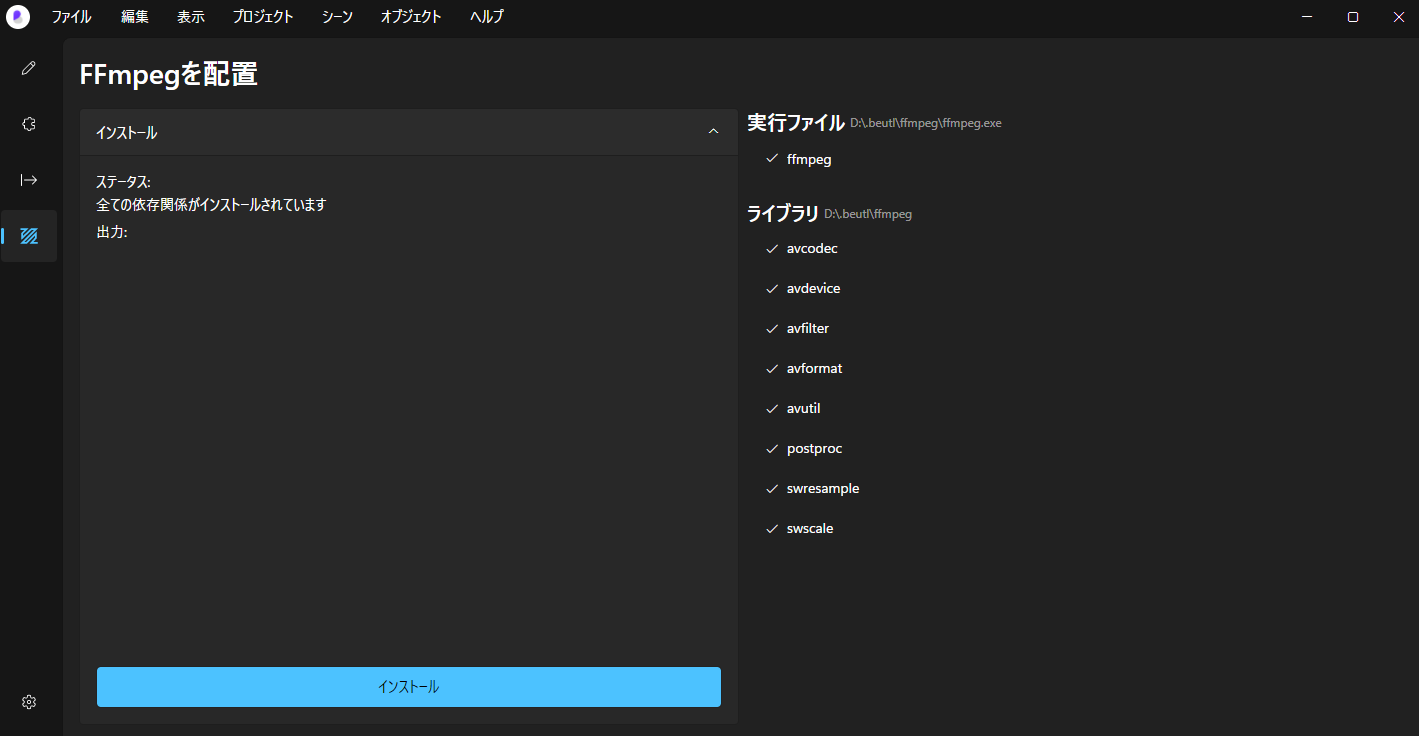 ファイル 編集 表示 プロジェクト シーン オブジェクト ヘルプ
FFmpegを配置
インストール
ステータス:
全ての依存関係がインストールされています
出力:
インストール
実行ファイル D:\.beutl\ffmpeg\ffmpeg.exe
ffmpeg
ライブラリ D:\.beutl\ffmpeg
avcodec
avdevice
avfilter
avformat
avutil
postproc
swresample
swscale